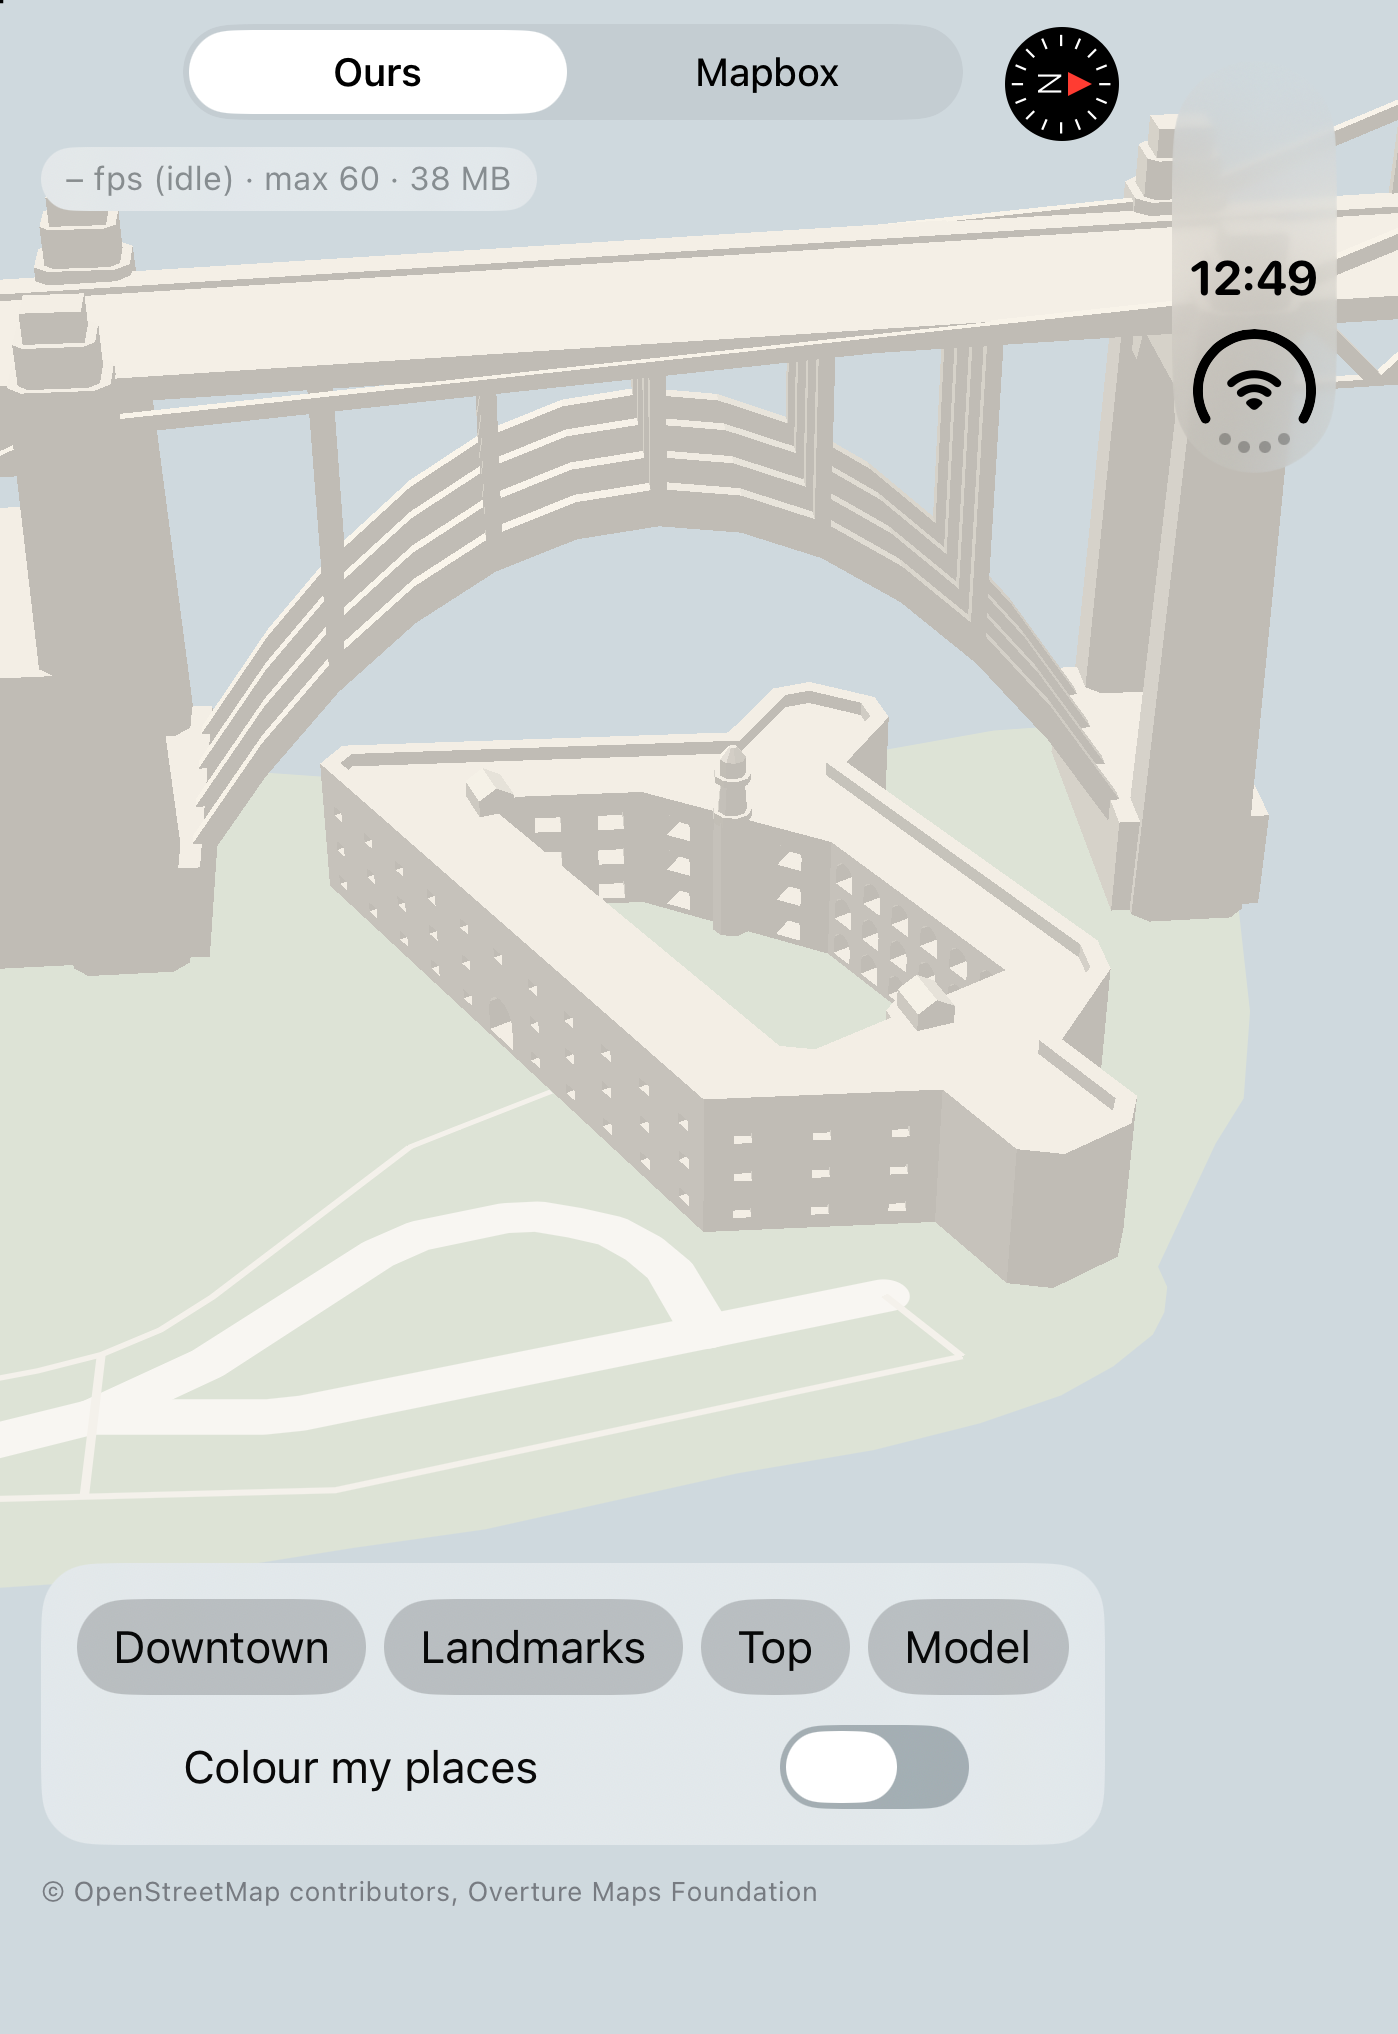 Ours
Mapbox
N
– fps (idle) · max 60 · 38 MB
12:49
Downtown
Landmarks
Top
Model
Colour my places
© OpenStreetMap contributors, Overture Maps Foundation